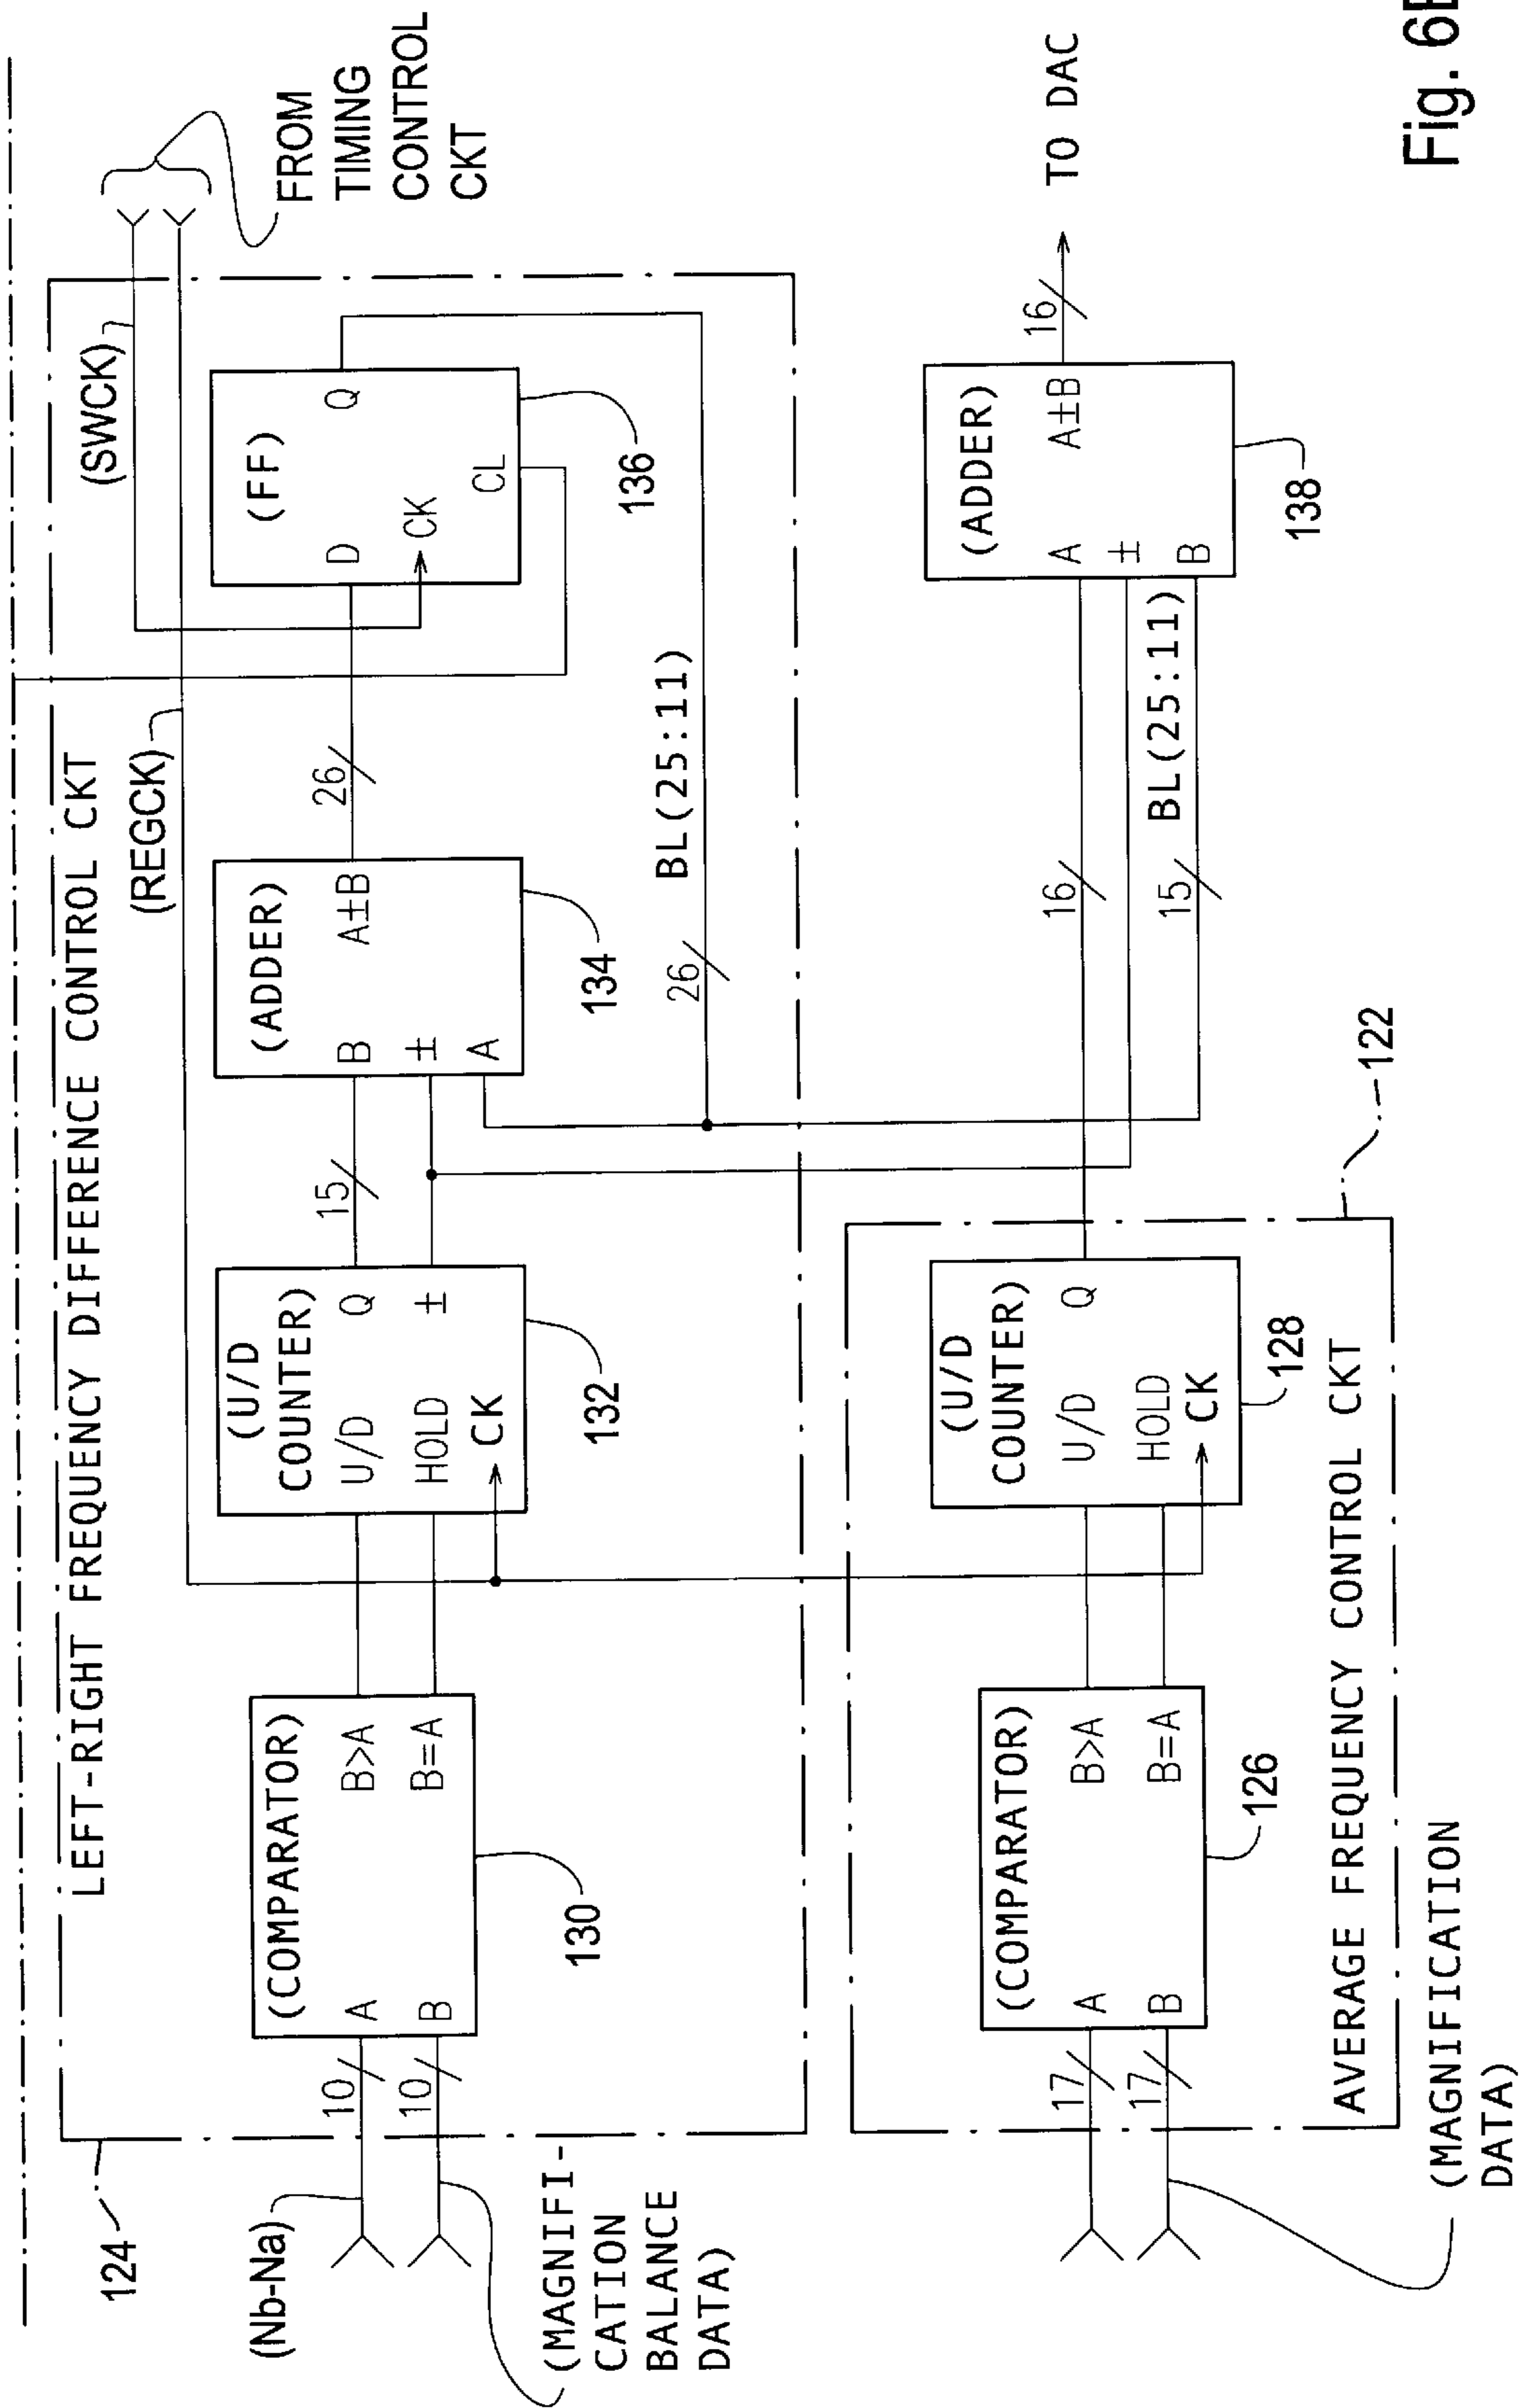 LEFT-RIGHT FREQUENCY DIFFERENCE CONTROL CKT
(REGCK)
(SWCK)
FROM
TIMING
CONTROL
CKT
124
(Nb-Na)
10
10
(MAGNIFI-
CATION
BALANCE
DATA)
(COMPARATOR)
A
B>A
B
B=A
130
(U/D
COUNTER)
U/D
Q
HOLD
±
CK
132
15
(ADDER)
B
A±B
±
A
134
26
(FF)
D
Q
CK
CL
136
26
BL(25:11)
17
17
(COMPARATOR)
A
B>A
B
B=A
126
(U/D
COUNTER)
U/D
Q
HOLD
CK
128
AVERAGE FREQUENCY CONTROL CKT
(MAGNIFICATION
DATA)
122
16
15
BL(25:11)
(ADDER)
A
A±B
±
B
138
16
TO DAC